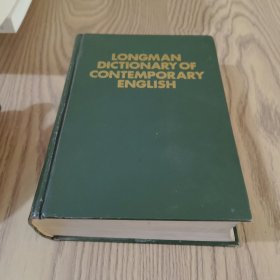 LONGMAN
DICTIONARY OF
CONTEMPORARY
ENGLISH